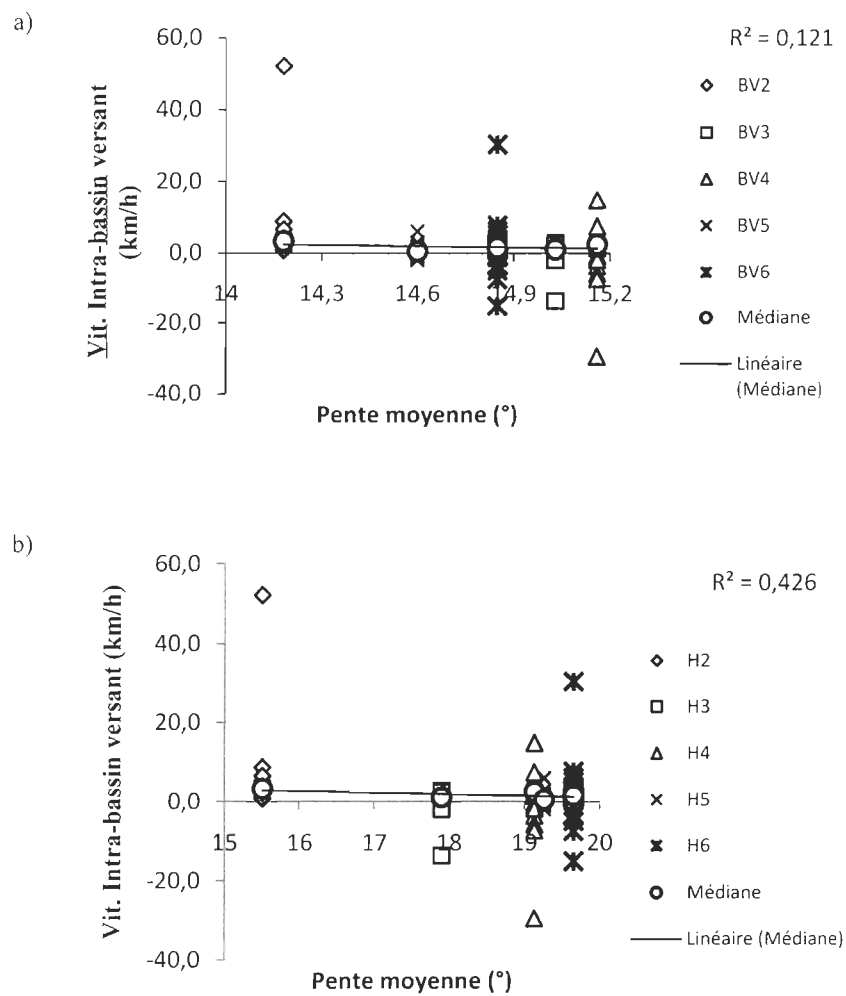 a)
60,0
40,0
20,0
0,0
-20,0
-40,0
14
14,3
14,6
14,9
15,2
Vit. Intra-bassin versant
(km/h)
Pente moyenne (°)
R² = 0,121
BV2
BV3
BV4
BV5
BV6
Médiane
Linéaire
(Médiane)
b)
60,0
40,0
20,0
0,0
-20,0
-40,0
15
16
17
18
19
20
Vit. Intra-bassin versant (km/h)
Pente moyenne (°)
R² = 0,426
H2
H3
H4
H5
H6
Médiane
Linéaire (Médiane)